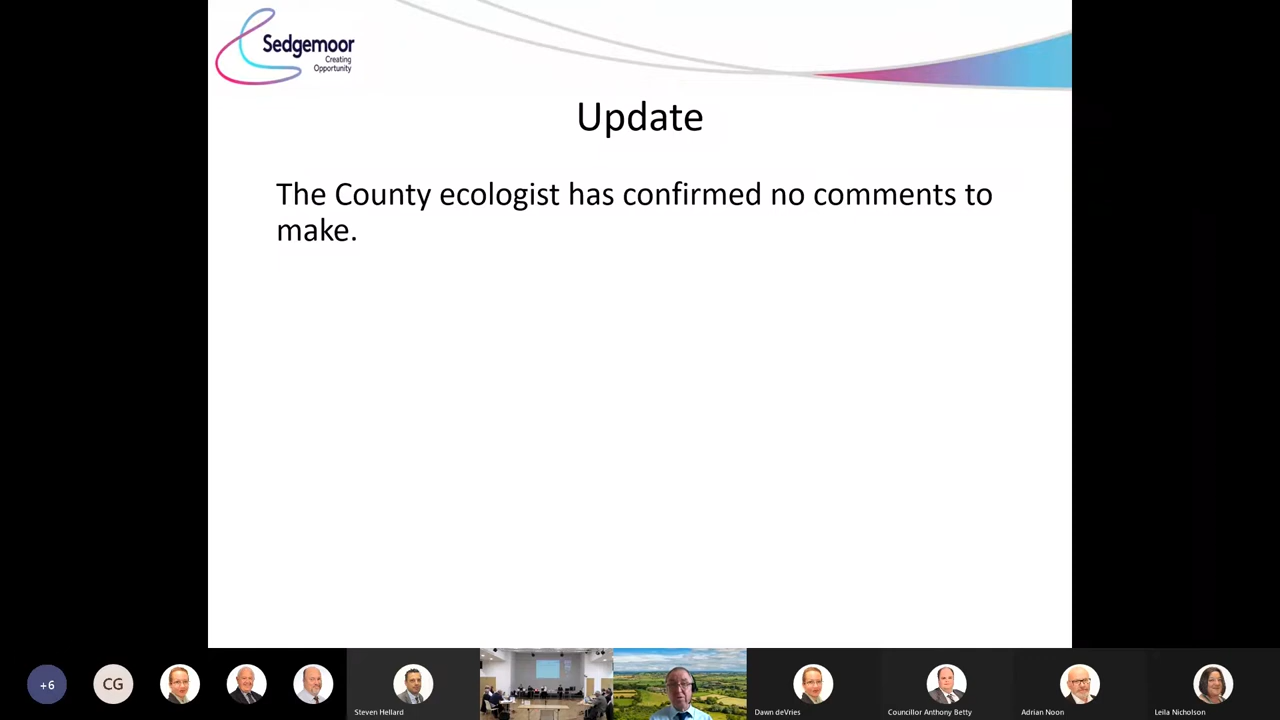 Sedgemoor
Creating
Opportunity
Update
The County ecologist has confirmed no comments to
make.
+6
CG
Steven Hellard
Dawn deVries
Councillor Anthony Betty
Adrian Noon
Leila Nicholson